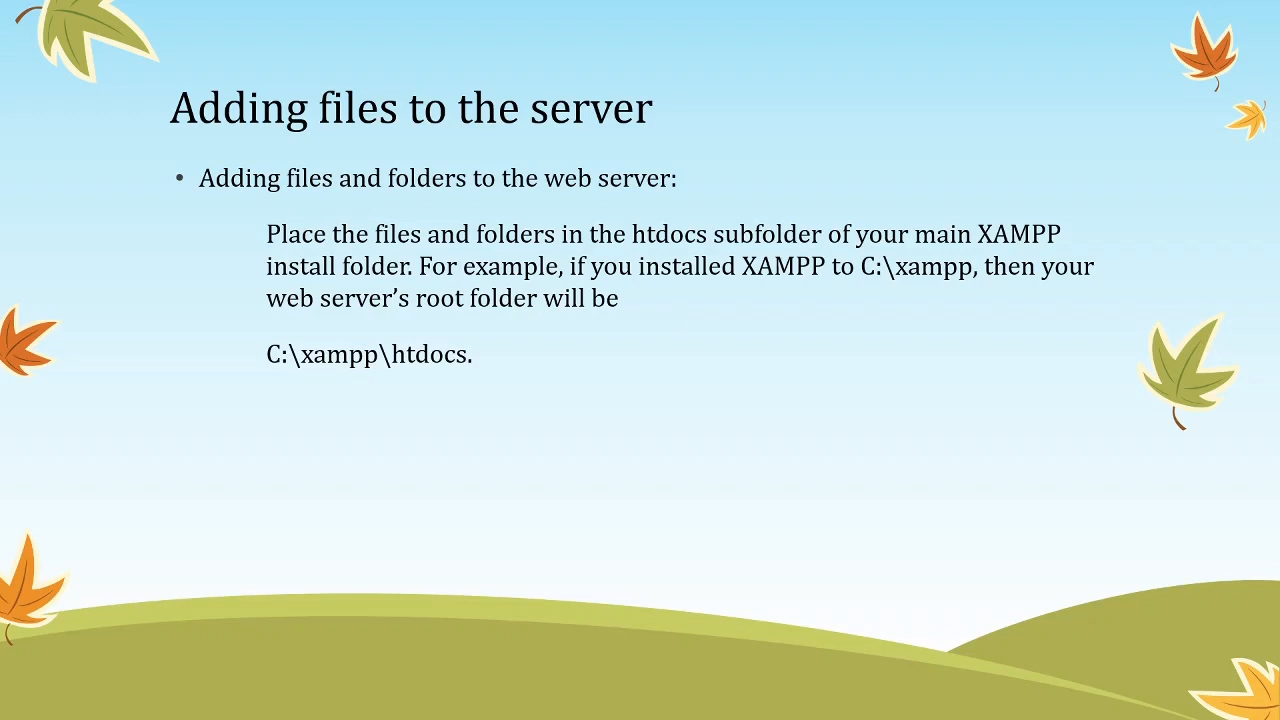 Adding files to the server
• Adding files and folders to the web server:
Place the files and folders in the htdocs subfolder of your main XAMPP
install folder. For example, if you installed XAMPP to C:\xampp, then your
web server’s root folder will be
C:\xampp\htdocs.